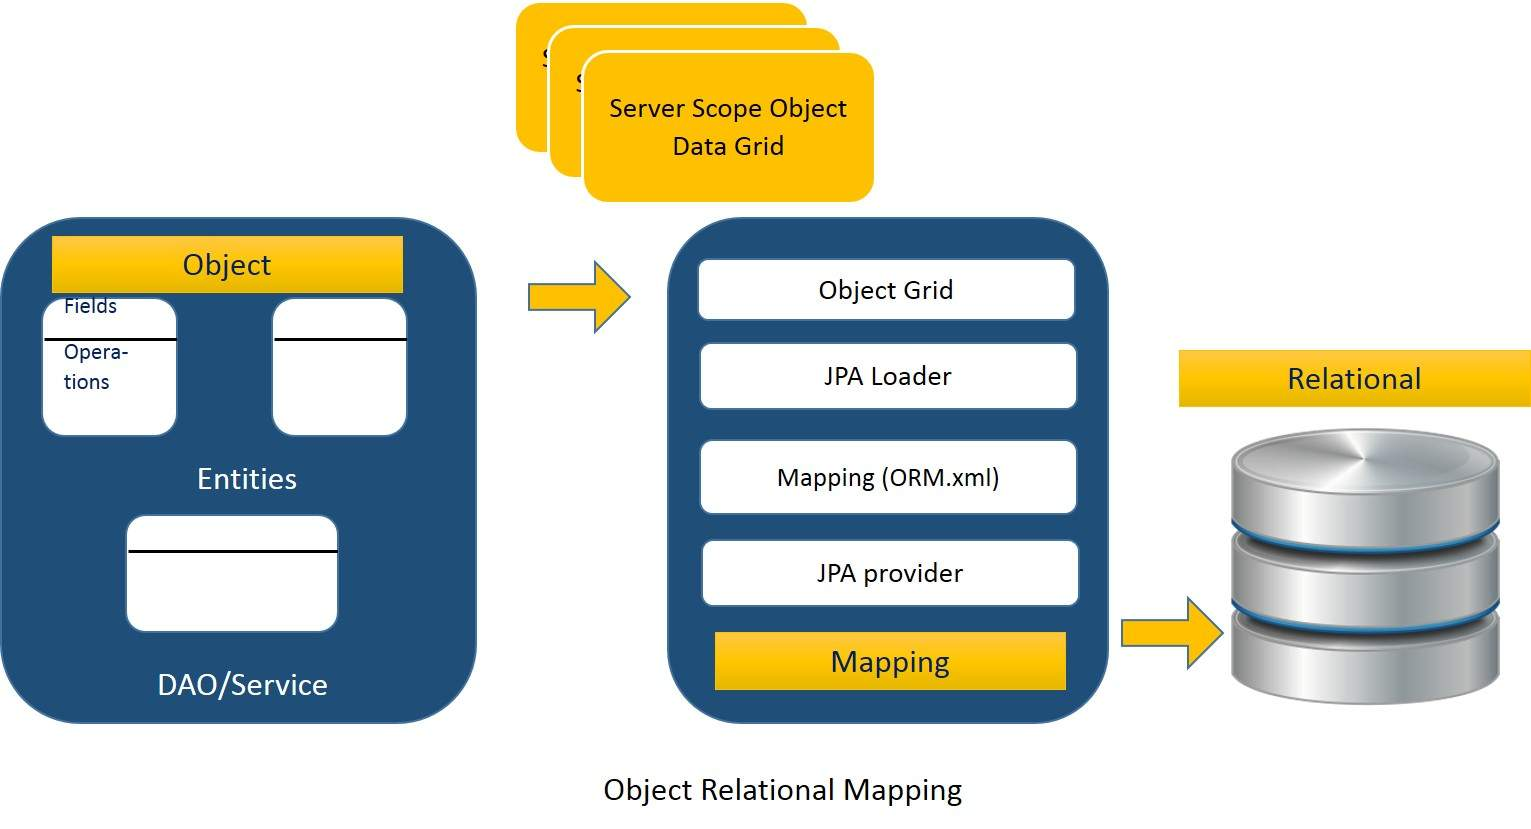 Server Scope Object
Data Grid
Object
Fields
Opera-
tions
Entities
DAO/Service
Object Grid
JPA Loader
Mapping (ORM.xml)
JPA provider
Mapping
Relational
Object Relational Mapping